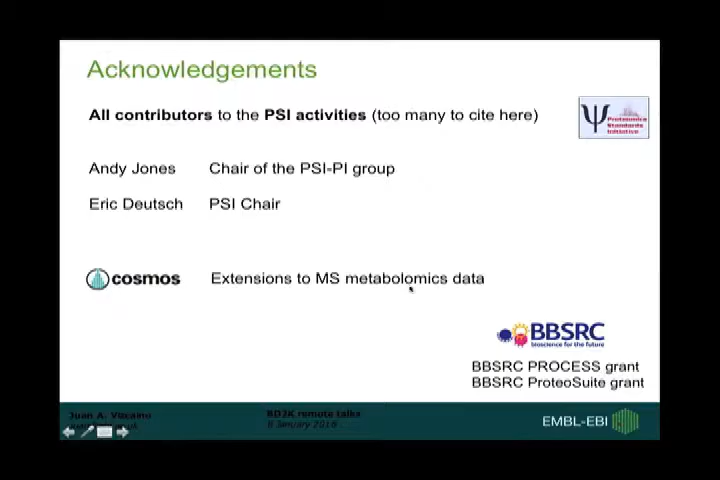 Acknowledgements
All contributors to the PSI activities (too many to cite here)
Ψ Proteomics
Standards
Initiative
Andy Jones Chair of the PSI-PI group
Eric Deutsch PSI Chair
cosmos Extensions to MS metabolomics data
BBSRC
bioscience for the future
BBSRC PROCESS grant
BBSRC ProteoSuite grant
Juan A. Vizcaíno BD2K remote talks
8 January 2016
EMBL-EBI